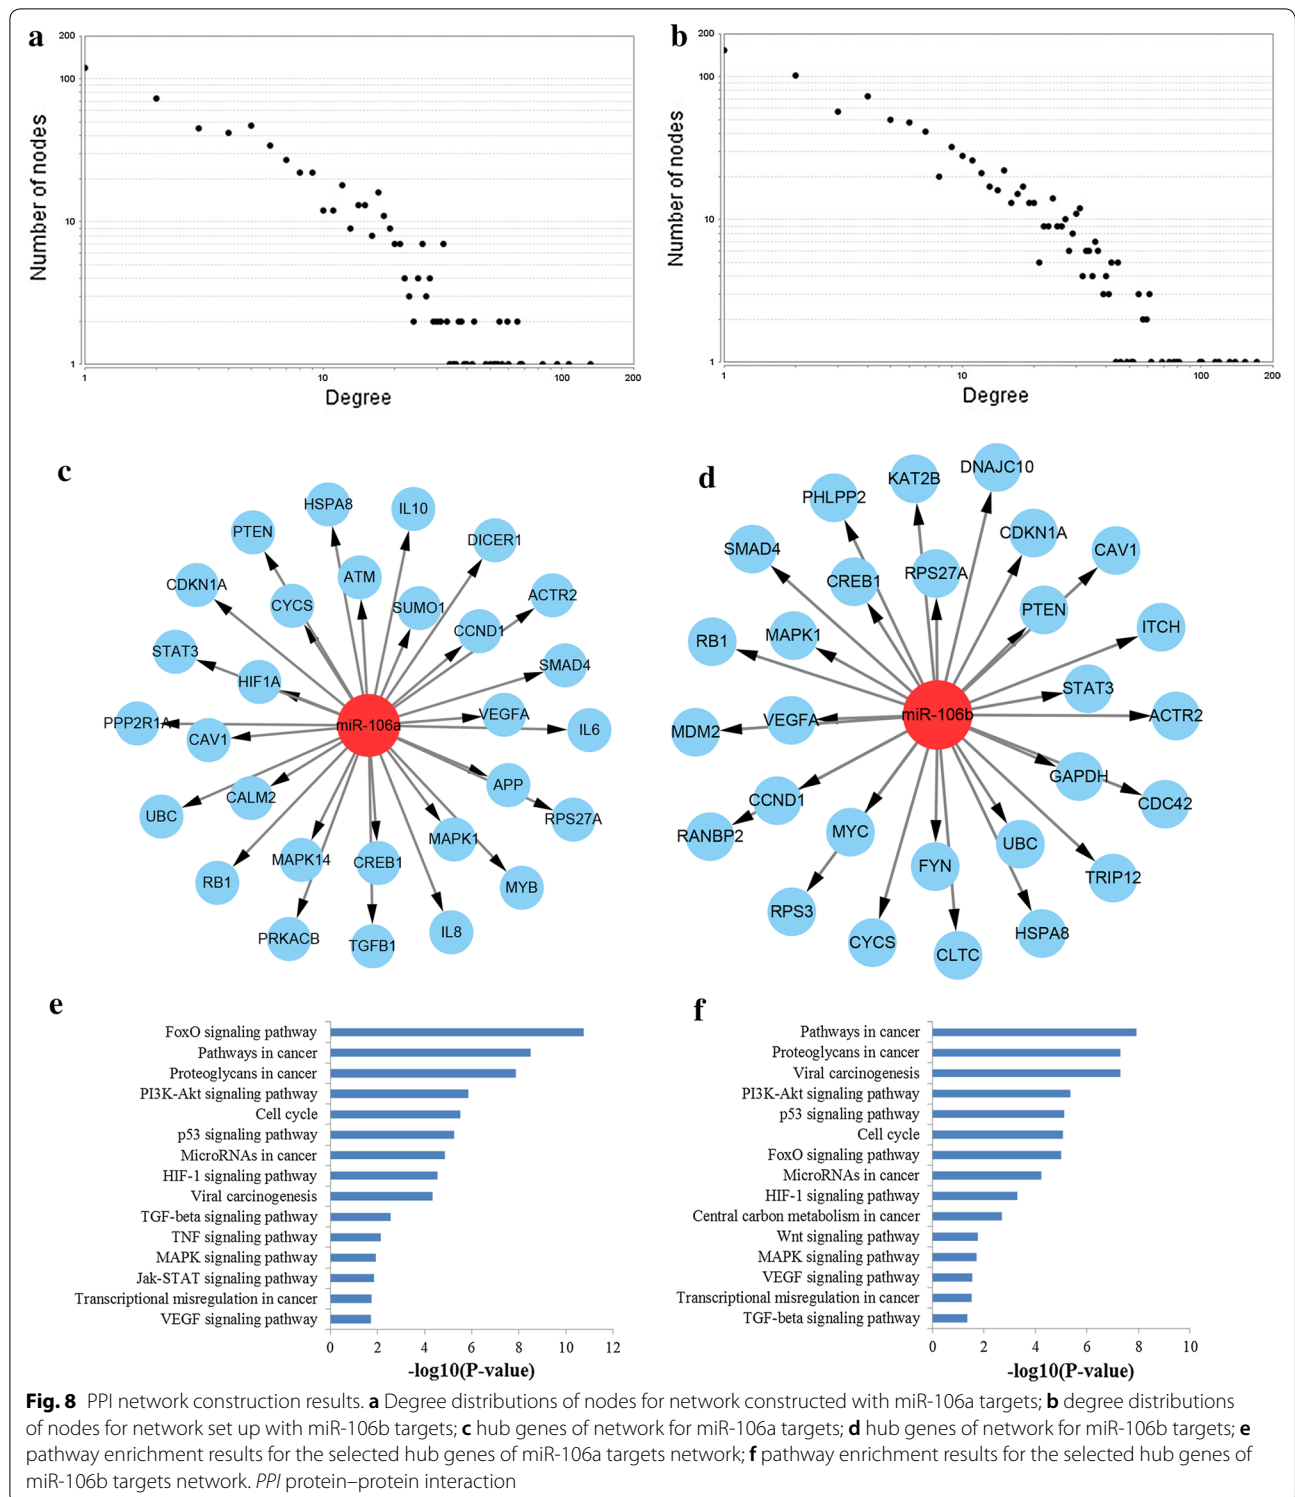 a
200
100
10
1
1
10
100
200
Number of nodes
Degree
b
200
100
10
1
1
10
100
200
Number of nodes
Degree
c
HSPA8
IL10
PTEN
DICER1
ATM
CDKN1A
CYCS
SUMO1
ACTR2
CCND1
STAT3
SMAD4
HIF1A
VEGFA
PPP2R1A
miR-106a
IL6
CAV1
APP
CALM2
UBC
RPS27A
MAPK1
MAPK14
CREB1
RB1
MYB
PRKACB
TGFB1
IL8
d
DNAJC10
KAT2B
PHLPP2
CDKN1A
SMAD4
CAV1
RPS27A
CREB1
PTEN
ITCH
MAPK1
RB1
STAT3
miR-106b
ACTR2
VEGFA
MDM2
GAPDH
CCND1
CDC42
RANBP2
MYC
UBC
FYN
TRIP12
RPS3
HSPA8
CYCS
CLTC
e
FoxO signaling pathway
Pathways in cancer
Proteoglycans in cancer
PI3K-Akt signaling pathway
Cell cycle
p53 signaling pathway
MicroRNAs in cancer
HIF-1 signaling pathway
Viral carcinogenesis
TGF-beta signaling pathway
TNF signaling pathway
MAPK signaling pathway
Jak-STAT signaling pathway
Transcriptional misregulation in cancer
VEGF signaling pathway
0 2 4 6 8 10 12
-log10(P-value)
f
Pathways in cancer
Proteoglycans in cancer
Viral carcinogenesis
PI3K-Akt signaling pathway
p53 signaling pathway
Cell cycle
FoxO signaling pathway
MicroRNAs in cancer
HIF-1 signaling pathway
Central carbon metabolism in cancer
Wnt signaling pathway
MAPK signaling pathway
VEGF signaling pathway
Transcriptional misregulation in cancer
TGF-beta signaling pathway
0 2 4 6 8 10
-log10(P-value)
Fig. 8 PPI network construction results. a Degree distributions of nodes for network constructed with miR-106a targets; b degree distributions
of nodes for network set up with miR-106b targets; c hub genes of network for miR-106a targets; d hub genes of network for miR-106b targets; e
pathway enrichment results for the selected hub genes of miR-106a targets network; f pathway enrichment results for the selected hub genes of
miR-106b targets network. PPI protein–protein interaction